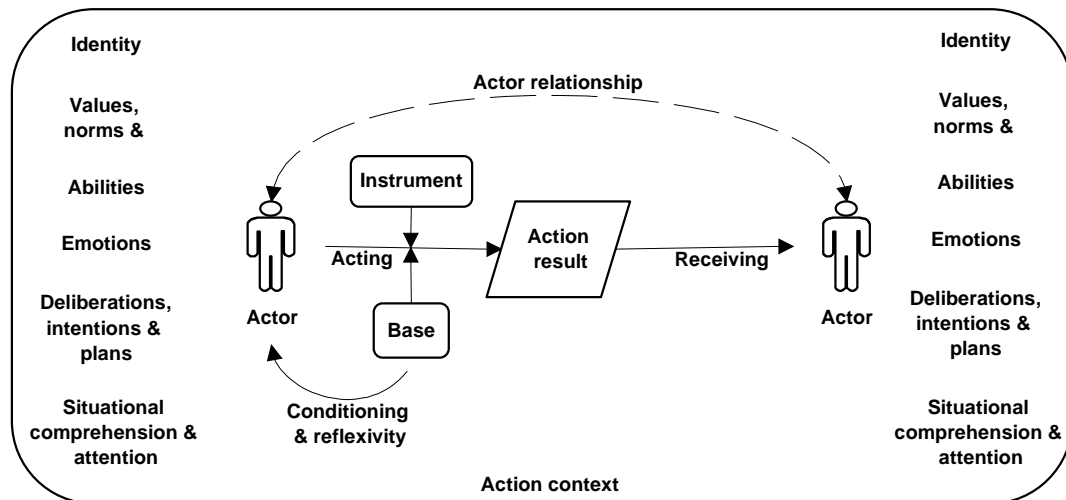 Identity
Values,
norms &
Abilities
Emotions
Deliberations,
intentions &
plans
Situational
comprehension &
attention
Actor relationship
Instrument
Acting
Action
result
Receiving
Actor
Base
Actor
Conditioning
& reflexivity
Action context
Identity
Values,
norms &
Abilities
Emotions
Deliberations,
intentions &
plans
Situational
comprehension &
attention